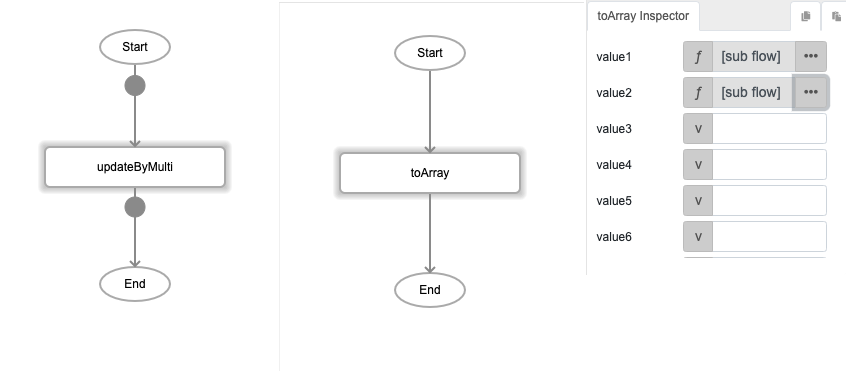 Start
updateByMulti
End
Start
toArray
End
toArray Inspector
value1 ƒ [sub flow] •••
value2 ƒ [sub flow] •••
value3 v
value4 v
value5 v
value6 v